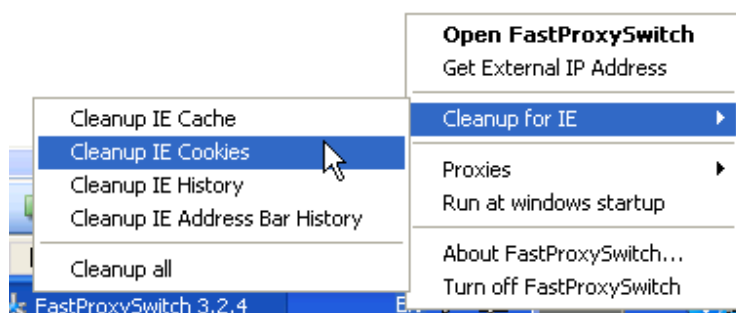 Open FastProxySwitch
Get External IP Address
Cleanup for IE
Proxies
Run at windows startup
About FastProxySwitch...
Turn off FastProxySwitch
Cleanup IE Cache
Cleanup IE Cookies
Cleanup IE History
Cleanup IE Address Bar History
Cleanup all
FastProxySwitch 3.2.4